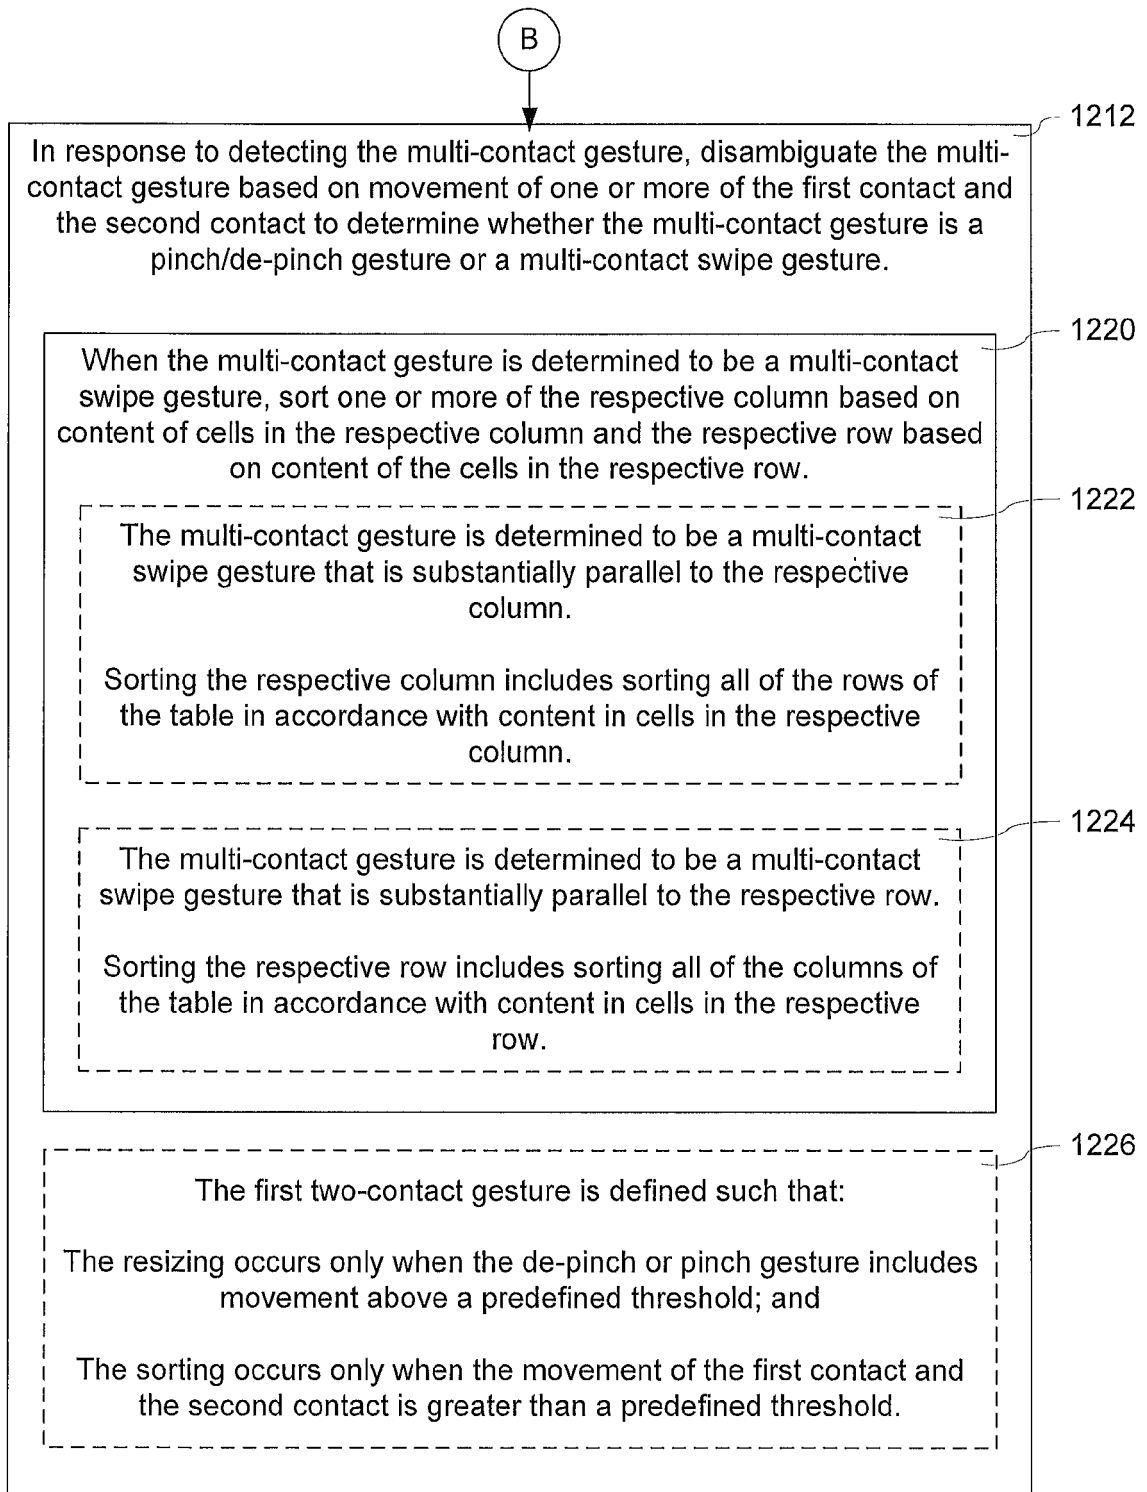 B
1212
In response to detecting the multi-contact gesture, disambiguate the multi-
contact gesture based on movement of one or more of the first contact and
the second contact to determine whether the multi-contact gesture is a
pinch/de-pinch gesture or a multi-contact swipe gesture.
1220
When the multi-contact gesture is determined to be a multi-contact
swipe gesture, sort one or more of the respective column based on
content of cells in the respective column and the respective row based
on content of the cells in the respective row.
1222
The multi-contact gesture is determined to be a multi-contact
swipe gesture that is substantially parallel to the respective
column.
Sorting the respective column includes sorting all of the rows of
the table in accordance with content in cells in the respective
column.
1224
The multi-contact gesture is determined to be a multi-contact
swipe gesture that is substantially parallel to the respective row.
Sorting the respective row includes sorting all of the columns of
the table in accordance with content in cells in the respective
row.
1226
The first two-contact gesture is defined such that:
The resizing occurs only when the de-pinch or pinch gesture includes
movement above a predefined threshold; and
The sorting occurs only when the movement of the first contact and
the second contact is greater than a predefined threshold.